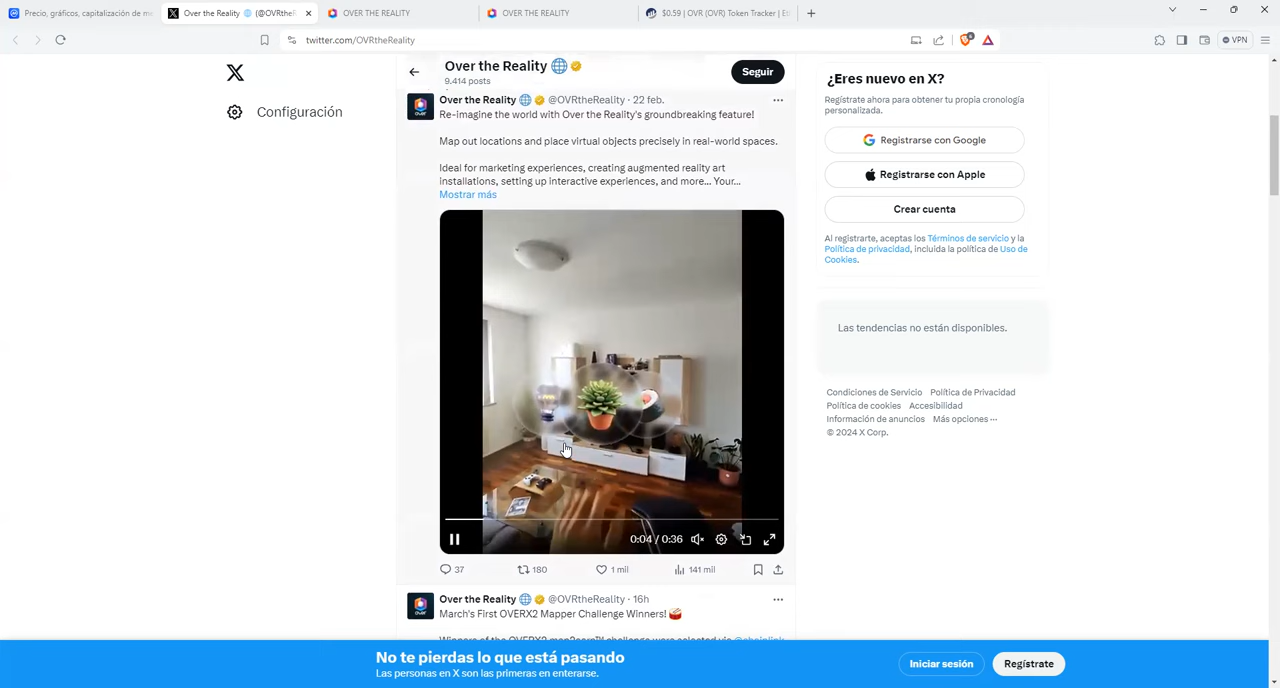 Precio, gráficos, capitalización de m
Over the Reality 🌐 (@OVRtheR
OVER THE REALITY
OVER THE REALITY
$0.59 | OVR (OVR) Token Tracker | Et
twitter.com/OVRtheReality
VPN
Configuración
Over the Reality 🌐
9.414 posts
Seguir
Over the Reality 🌐 @OVRtheReality · 22 feb.
Re-imagine the world with Over the Reality's groundbreaking feature!
Map out locations and place virtual objects precisely in real-world spaces.
Ideal for marketing experiences, creating augmented reality art
installations, setting up interactive experiences, and more... Your...
Mostrar más
0:04 / 0:36
37
180
1 mil
141 mil
Over the Reality 🌐 @OVRtheReality · 16h
March's First OVERX2 Mapper Challenge Winners! 🥁
¿Eres nuevo en X?
Regístrate ahora para obtener tu propia cronología
personalizada.
Registrarse con Google
Registrarse con Apple
Crear cuenta
Al registrarte, aceptas los Términos de servicio y la
Política de privacidad, incluida la política de Uso de
Cookies.
Las tendencias no están disponibles.
Condiciones de Servicio Política de Privacidad
Política de cookies Accesibilidad
Información de anuncios Más opciones ···
© 2024 X Corp.
No te pierdas lo que está pasando
Las personas en X son las primeras en enterarse.
Iniciar sesión
Regístrate